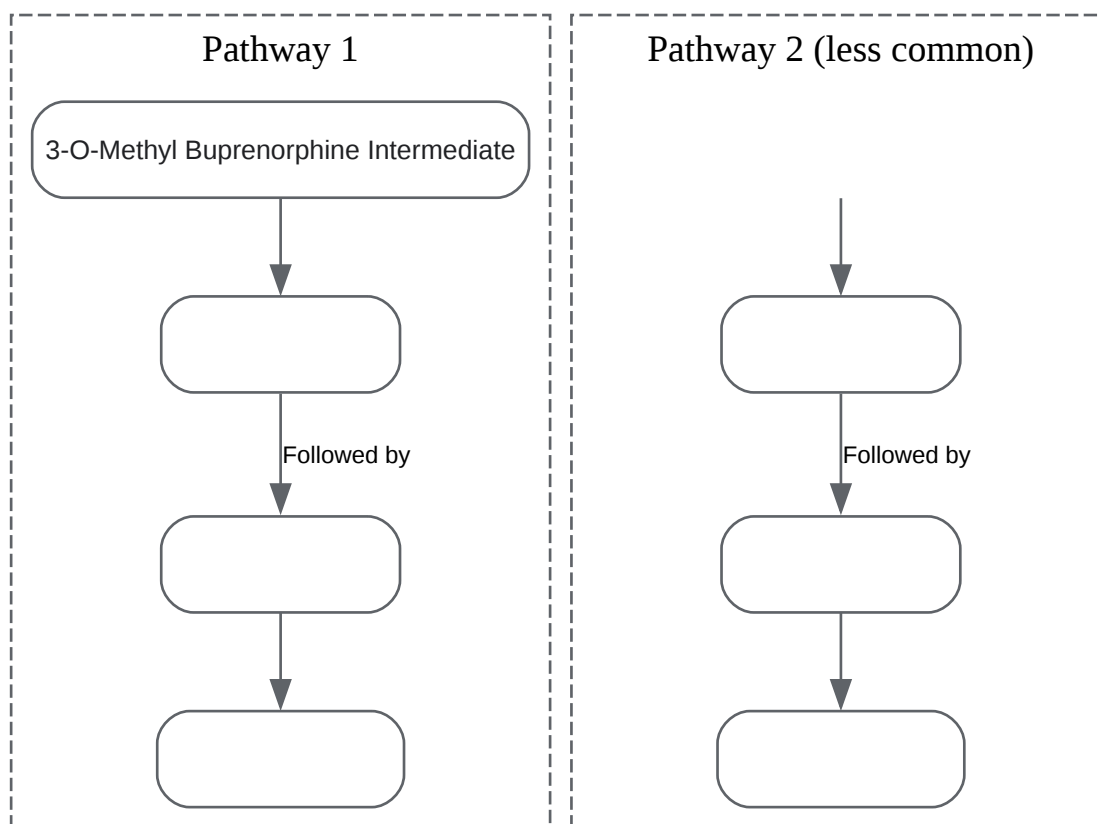 Pathway 1
Pathway 2 (less common)
3-O-Methyl Buprenorphine Intermediate
Followed by
Followed by